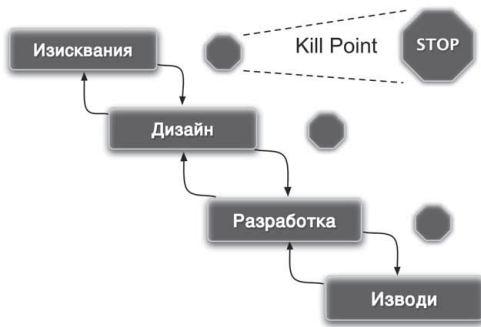 Изисквания
Kill Point
STOP
Дизайн
Разработка
Изводи